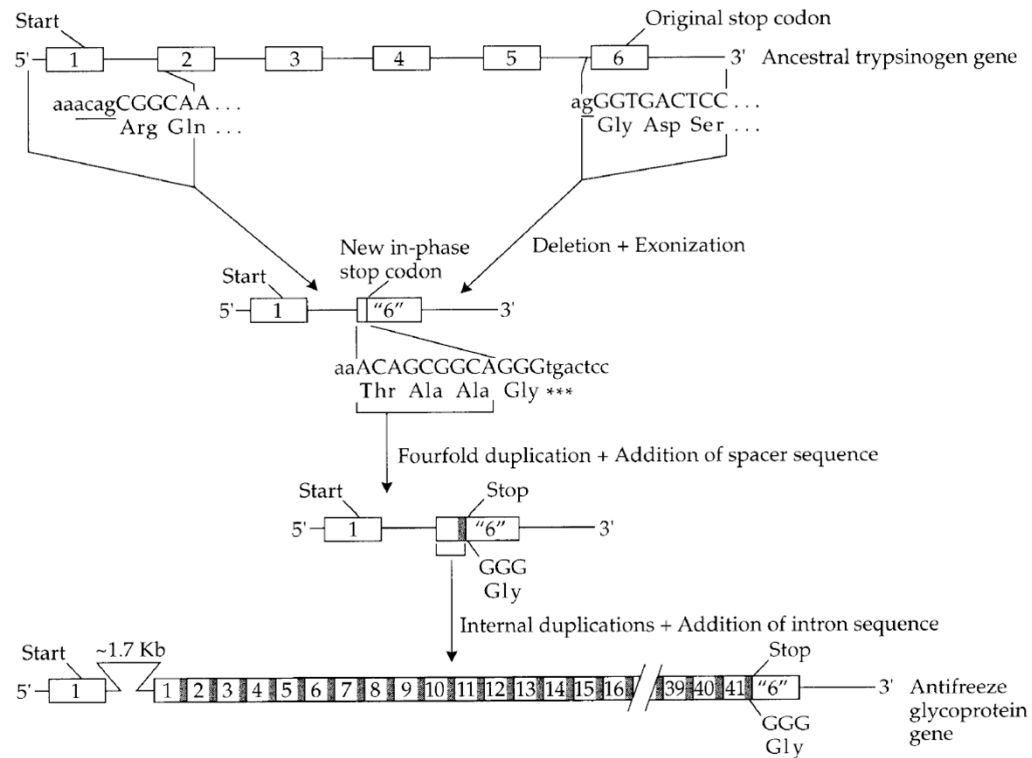 Start
Original stop codon
5' 1 2 3 4 5 6 3' Ancestral trypsinogen gene
aaacagCGGCAA . . .
Arg Gln . . .
agGGTGACTCC . . .
Gly Asp Ser . . .
Deletion + Exonization
New in-phase
stop codon
Start
5' 1 "6" 3'
aaACAGCGGCAGGGtgactcc
Thr Ala Ala Gly ***
Fourfold duplication + Addition of spacer sequence
Start
Stop
5' 1 "6" 3'
GGG
Gly
Internal duplications + Addition of intron sequence
Start
~1.7 Kb
Stop
5' 1 1 2 3 4 5 6 7 8 9 10 11 12 13 14 15 16 39 40 41 "6" 3'
Antifreeze
glycoprotein
gene
GGG
Gly